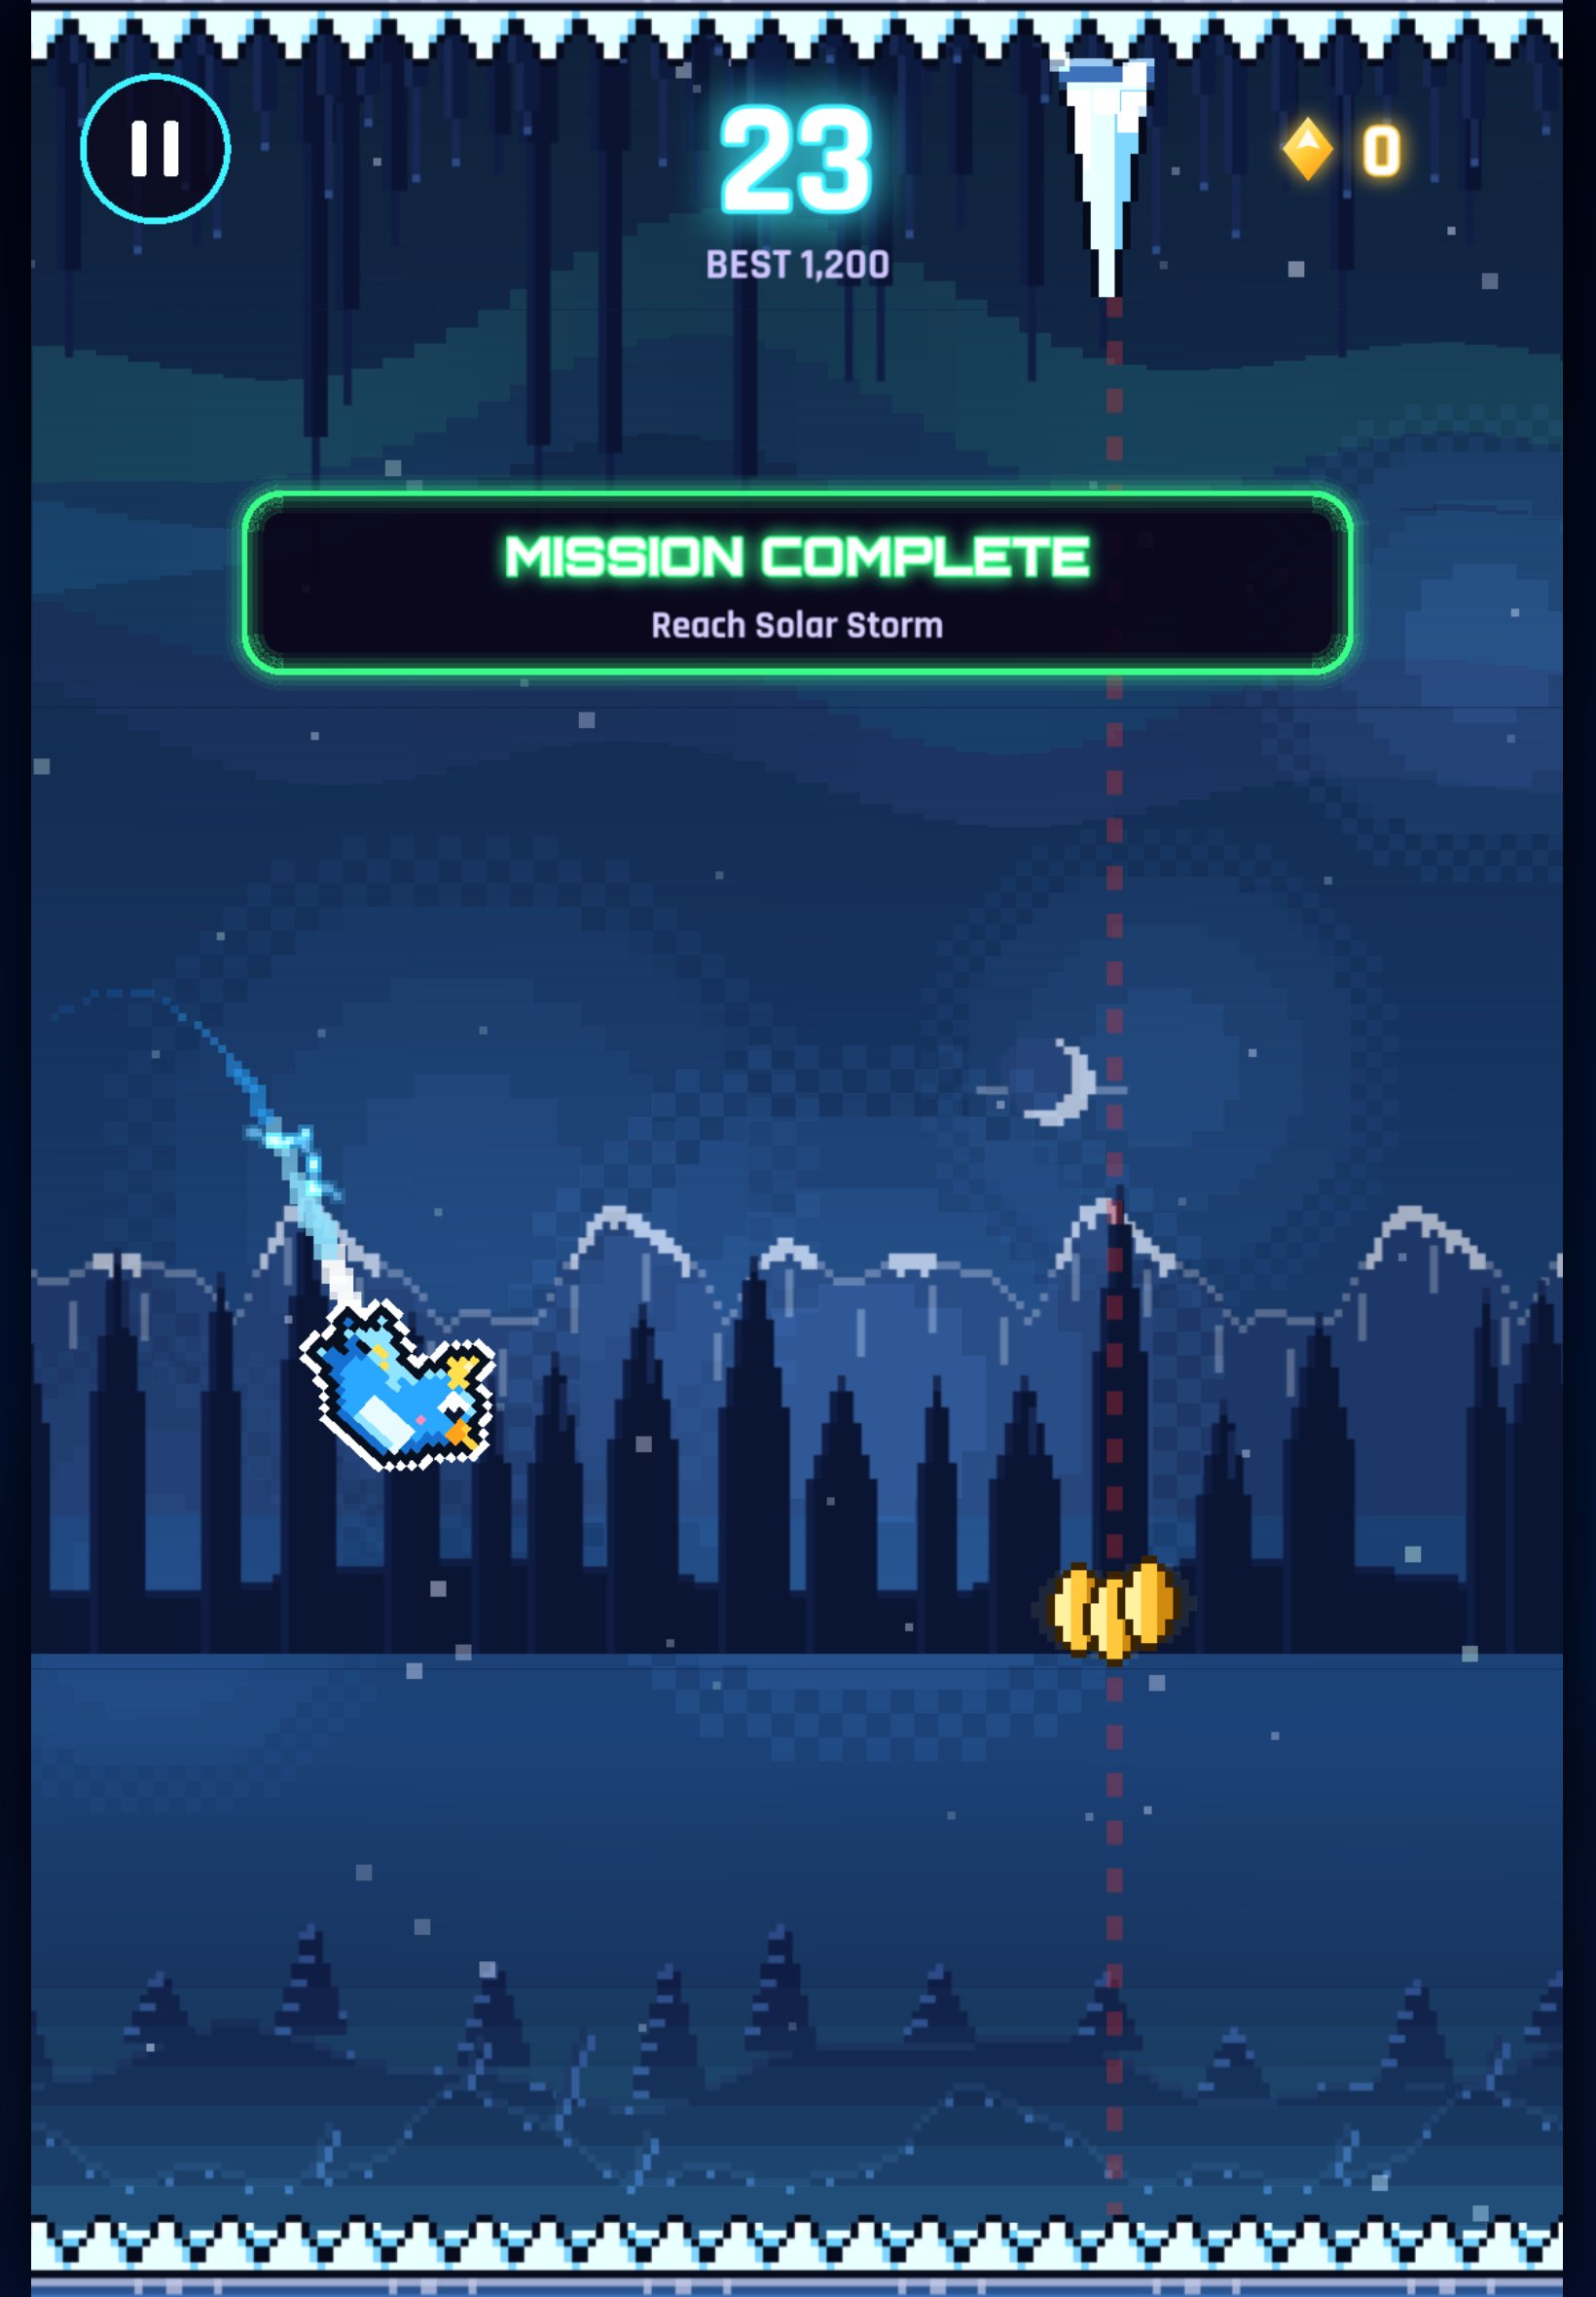 23
0
BEST 1,200
MISSION COMPLETE
Reach Solar Storm